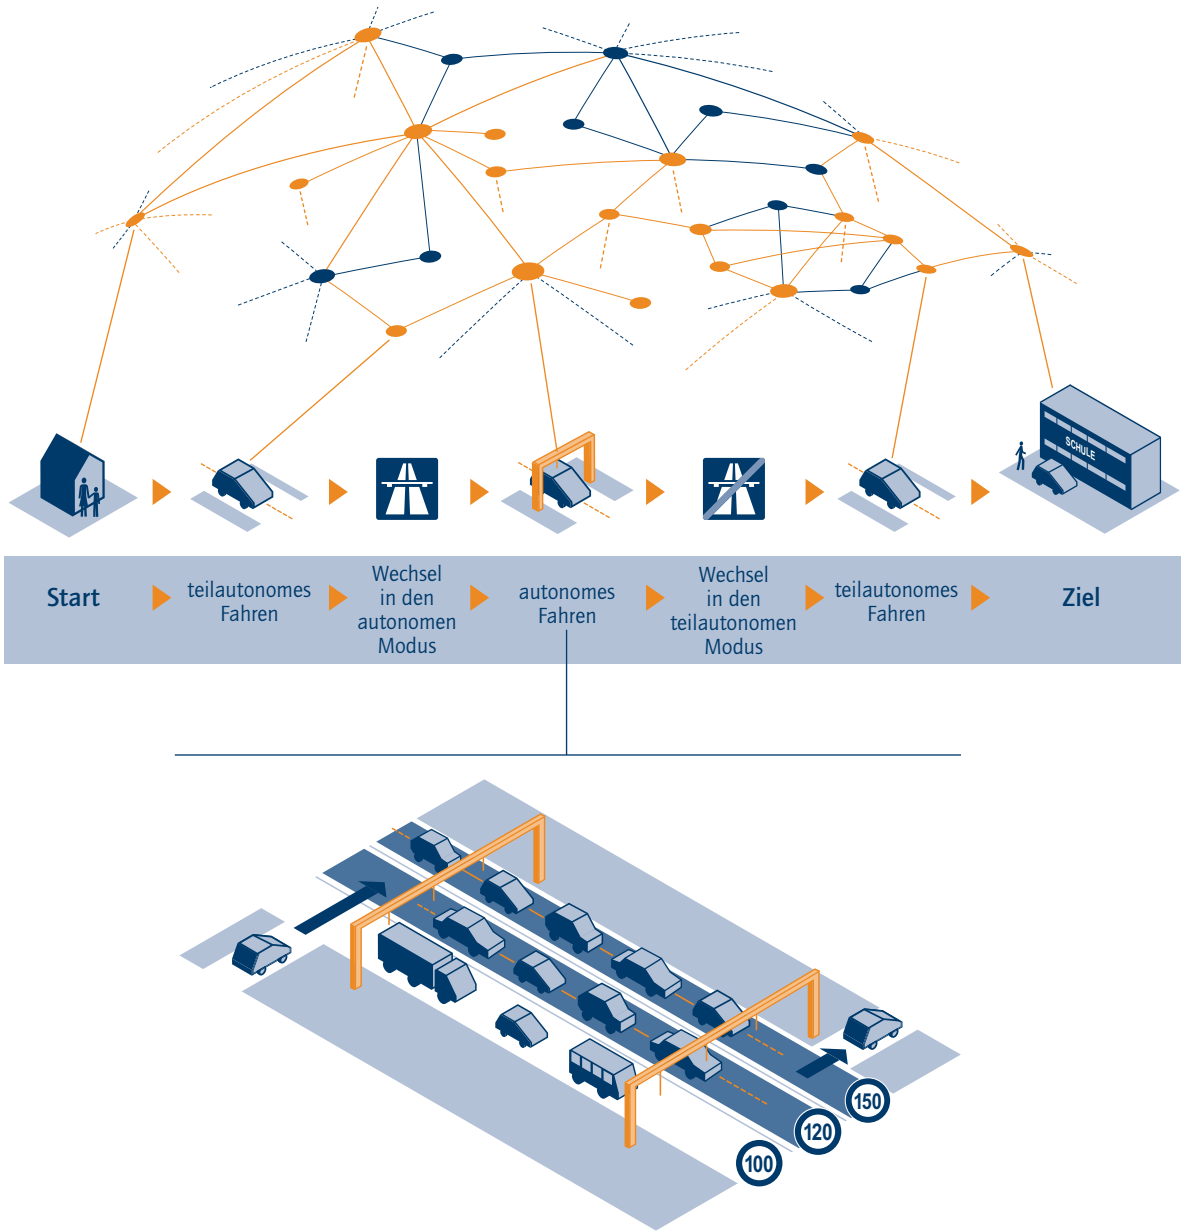 SCHULE
Start
teilautonomes
Fahren
Wechsel
in den
autonomen
Modus
autonomes
Fahren
Wechsel
in den
teilautonomen
Modus
teilautonomes
Fahren
Ziel
150
120
100